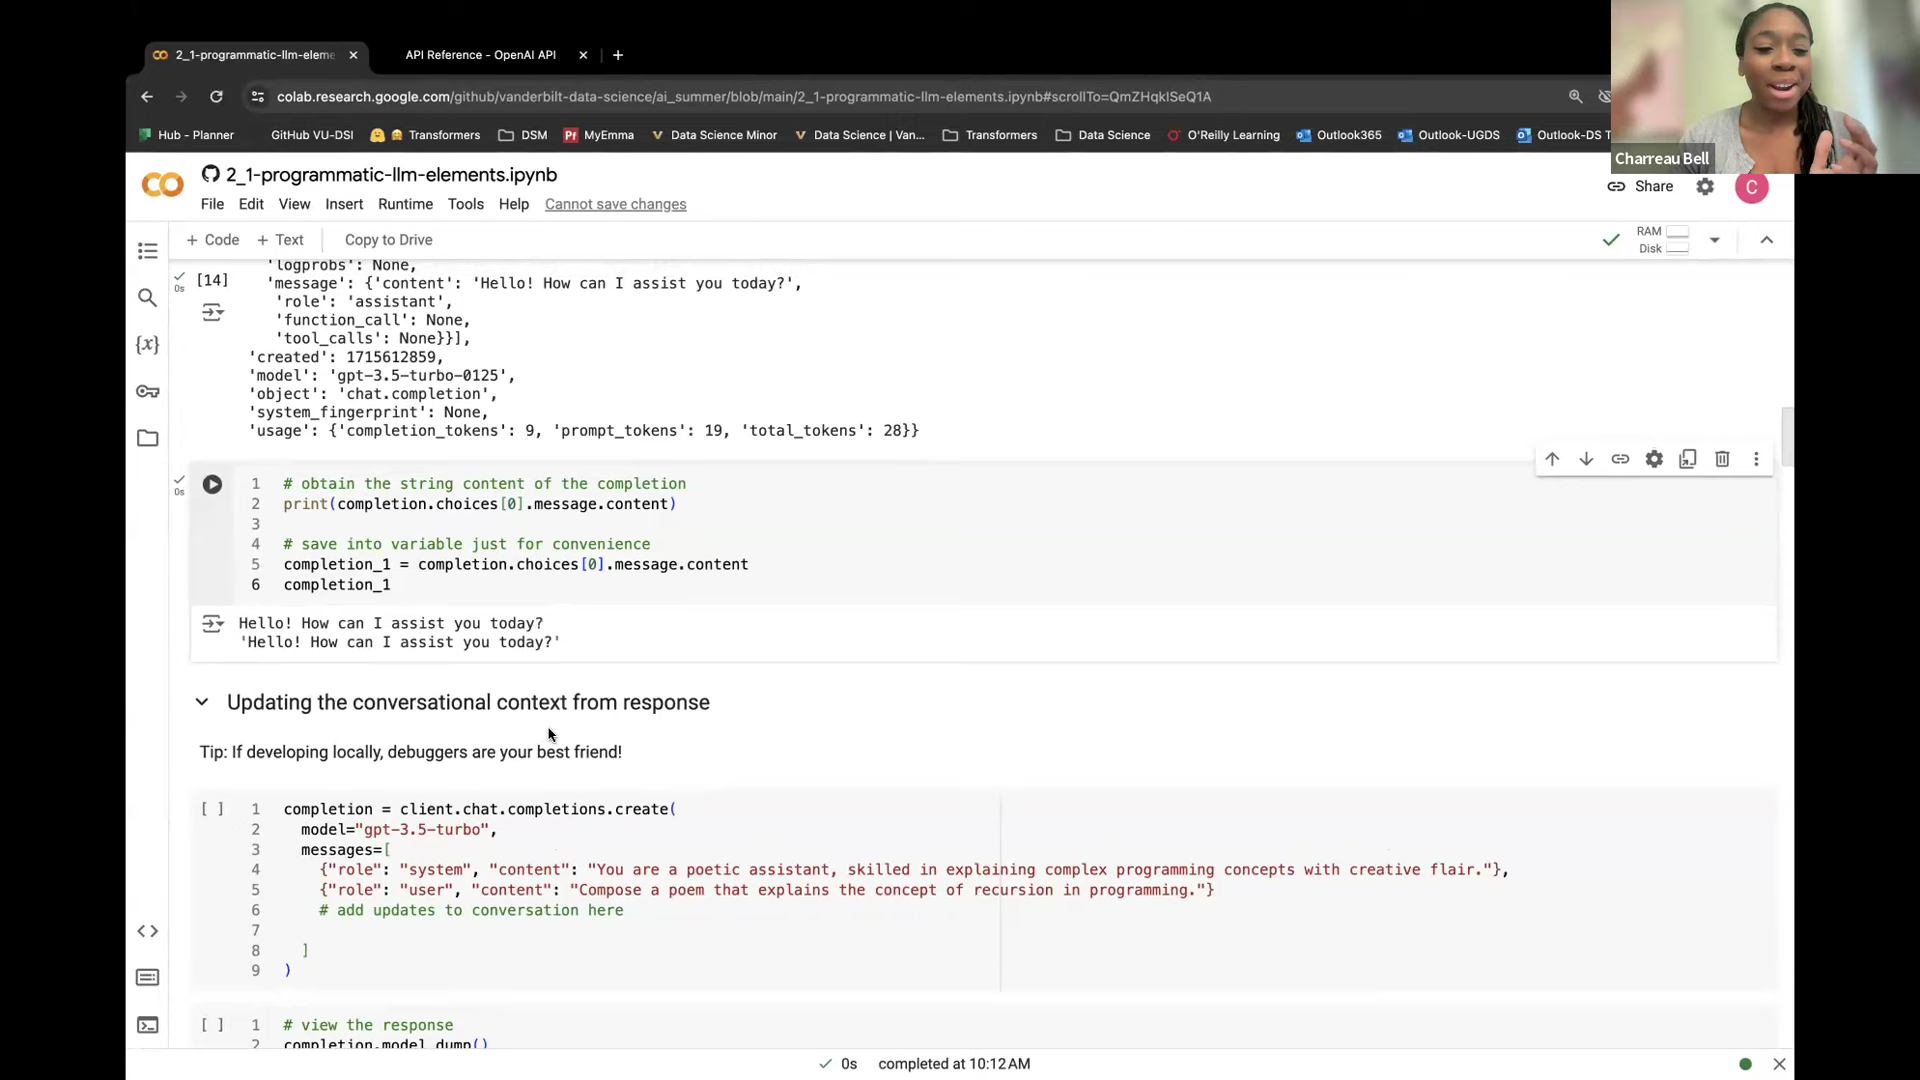 2_1-programmatic-llm-eleme
API Reference - OpenAI API
colab.research.google.com/github/vanderbilt-data-science/ai_summer/blob/main/2_1-programmatic-llm-elements.ipynb#scrollTo=QmZHqkISeQ1A
Hub - Planner
GitHub VU-DSI
Transformers
DSM
Pf MyEmma
Data Science Minor
Data Science | Van...
Transformers
Data Science
O'Reilly Learning
Outlook365
Outlook-UGDS
Outlook-DS T
Charreau Bell
2_1-programmatic-llm-elements.ipynb
Share
C
File Edit View Insert Runtime Tools Help Cannot save changes
+ Code + Text Copy to Drive
RAM
Disk
'logprobs': None,
0s
[14]
'message': {'content': 'Hello! How can I assist you today?',
'role': 'assistant',
'function_call': None,
'tool_calls': None}}],
'created': 1715612859,
'model': 'gpt-3.5-turbo-0125',
'object': 'chat.completion',
'system_fingerprint': None,
'usage': {'completion_tokens': 9, 'prompt_tokens': 19, 'total_tokens': 28}}
0s
1 # obtain the string content of the completion
2 print(completion.choices[0].message.content)
3
4 # save into variable just for convenience
5 completion_1 = completion.choices[0].message.content
6 completion_1
Hello! How can I assist you today?
'Hello! How can I assist you today?'
Updating the conversational context from response
Tip: If developing locally, debuggers are your best friend!
[ ] 1 completion = client.chat.completions.create(
2 model="gpt-3.5-turbo",
3 messages=[
4 {"role": "system", "content": "You are a poetic assistant, skilled in explaining complex programming concepts with creative flair."},
5 {"role": "user", "content": "Compose a poem that explains the concept of recursion in programming."}
6 # add updates to conversation here
7
8 ]
9 )
[ ] 1 # view the response
2 completion.model_dump()
0s completed at 10:12 AM